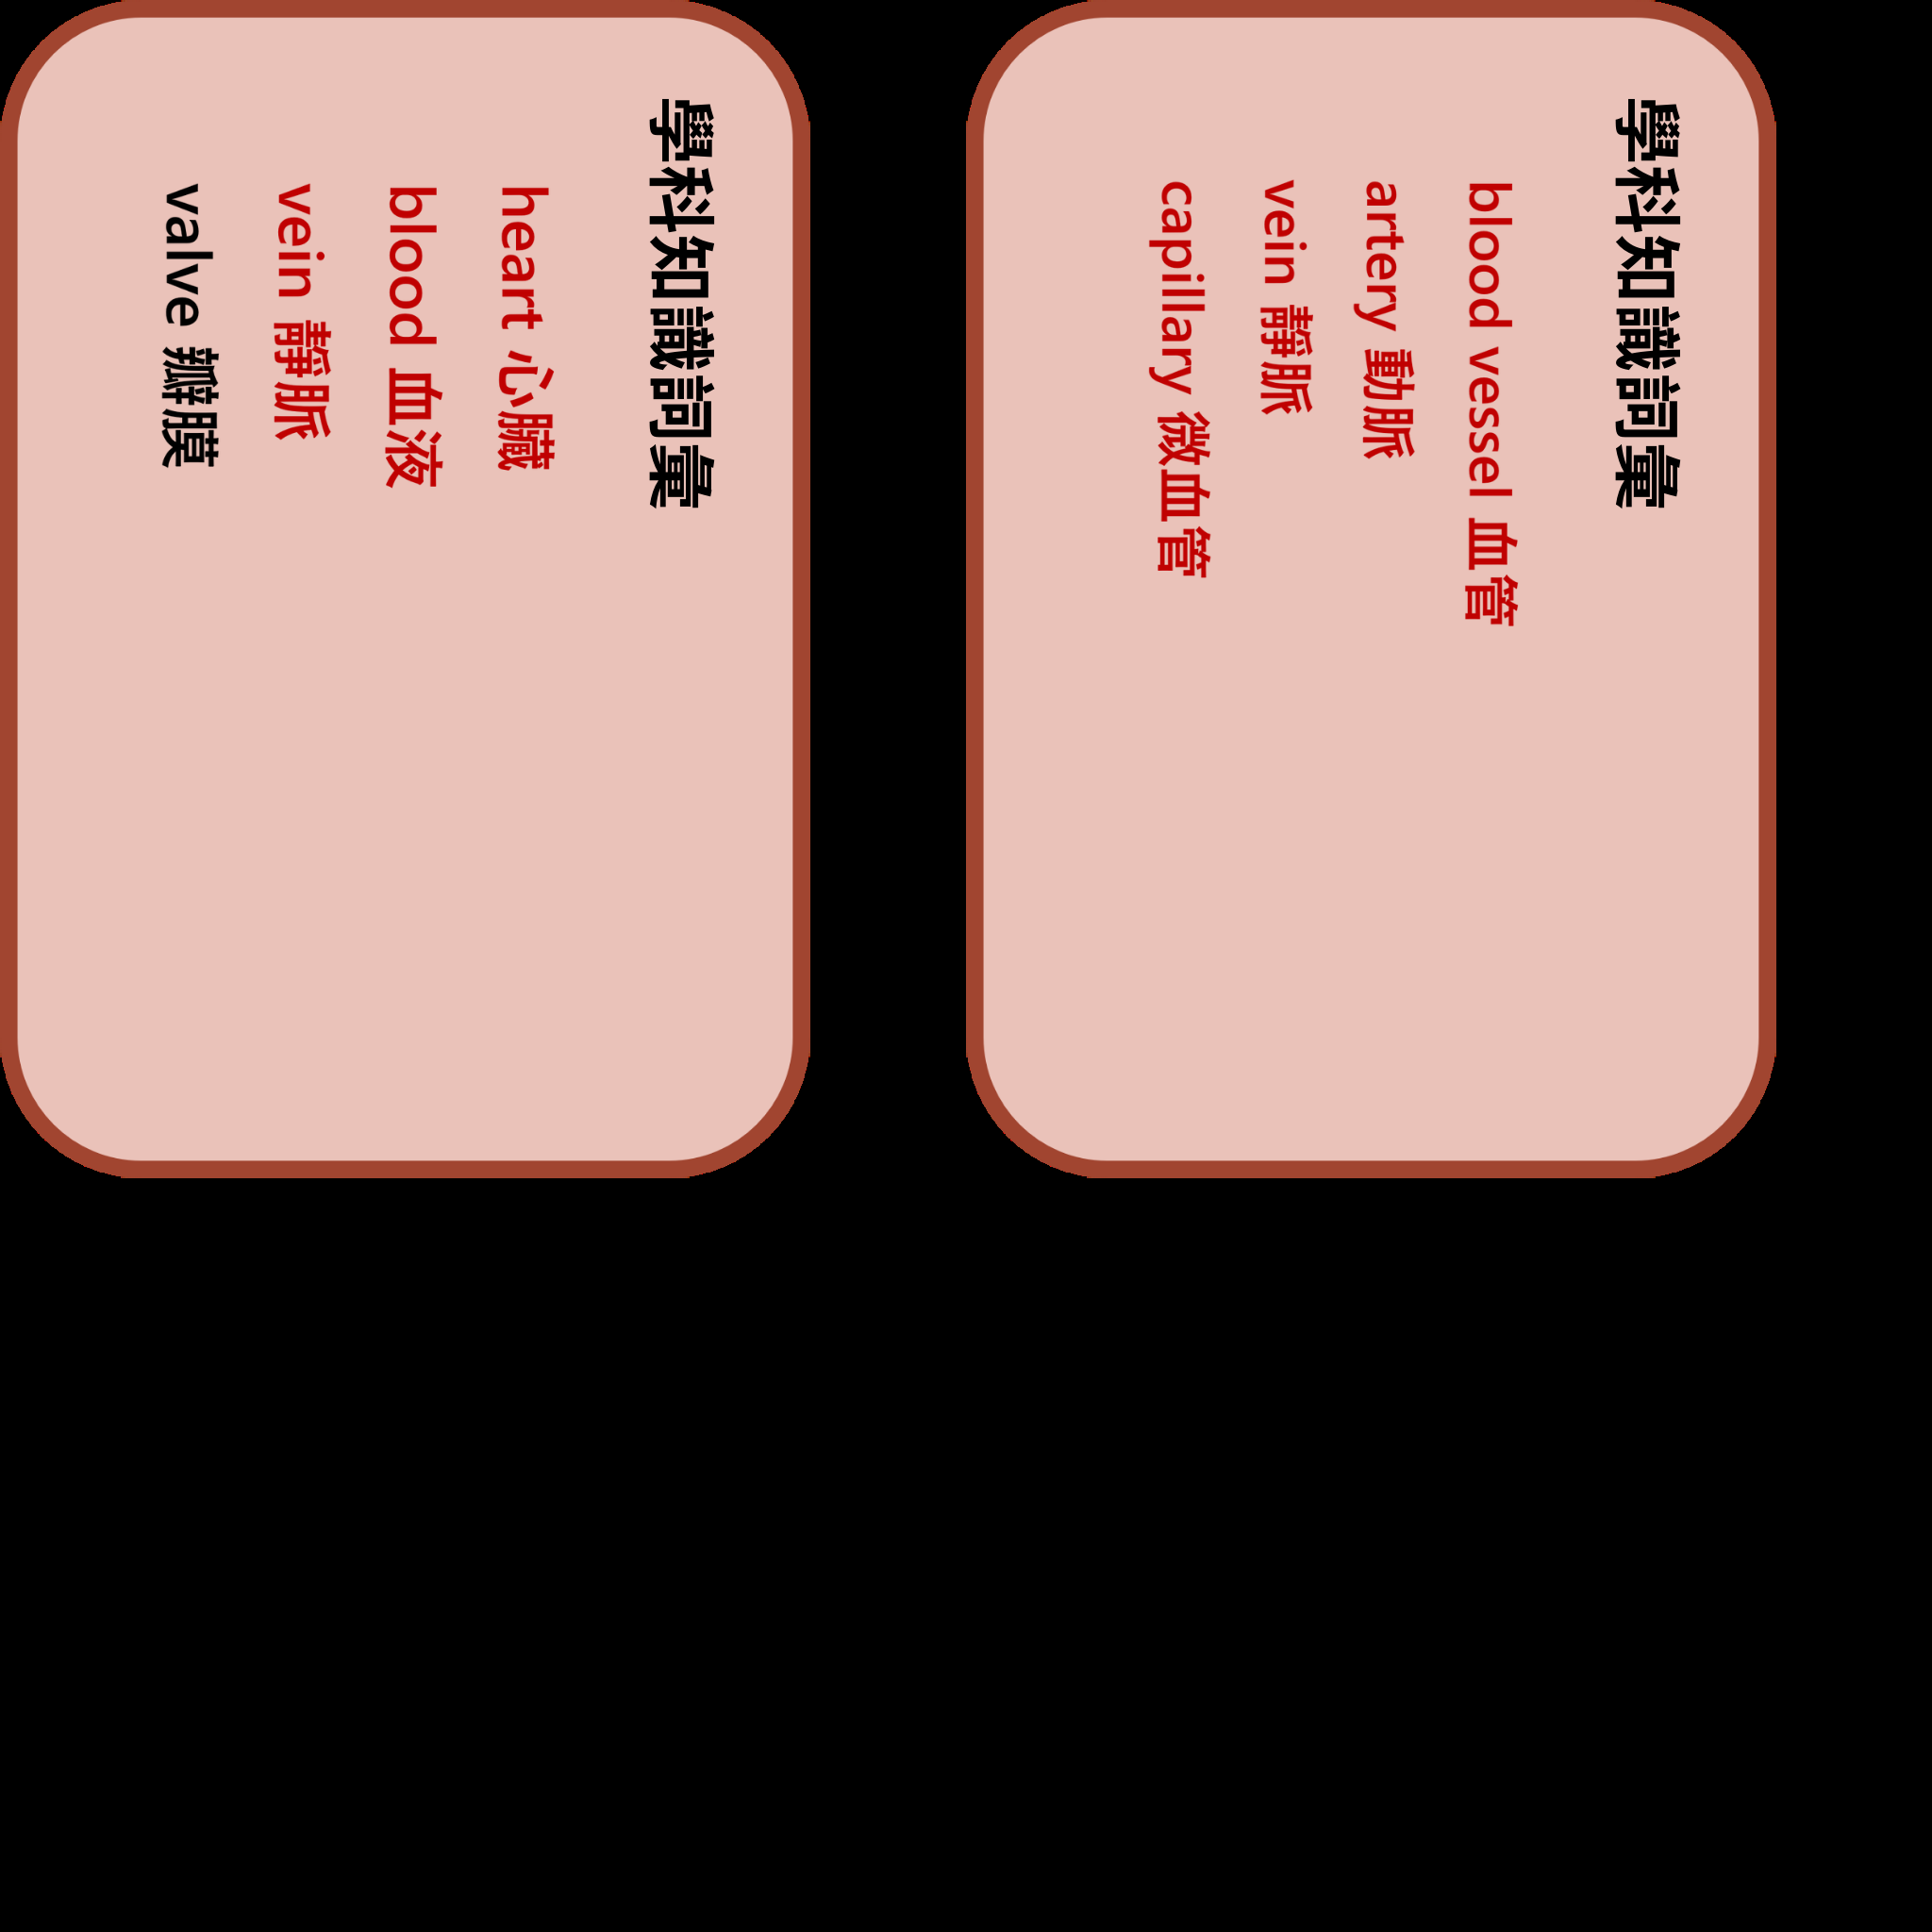 學科知識詞彙
heart 心臟
blood 血液
vein 靜脈
valve 瓣膜
學科知識詞彙
blood vessel 血管
artery 動脈
vein 靜脈
capillary 微血管